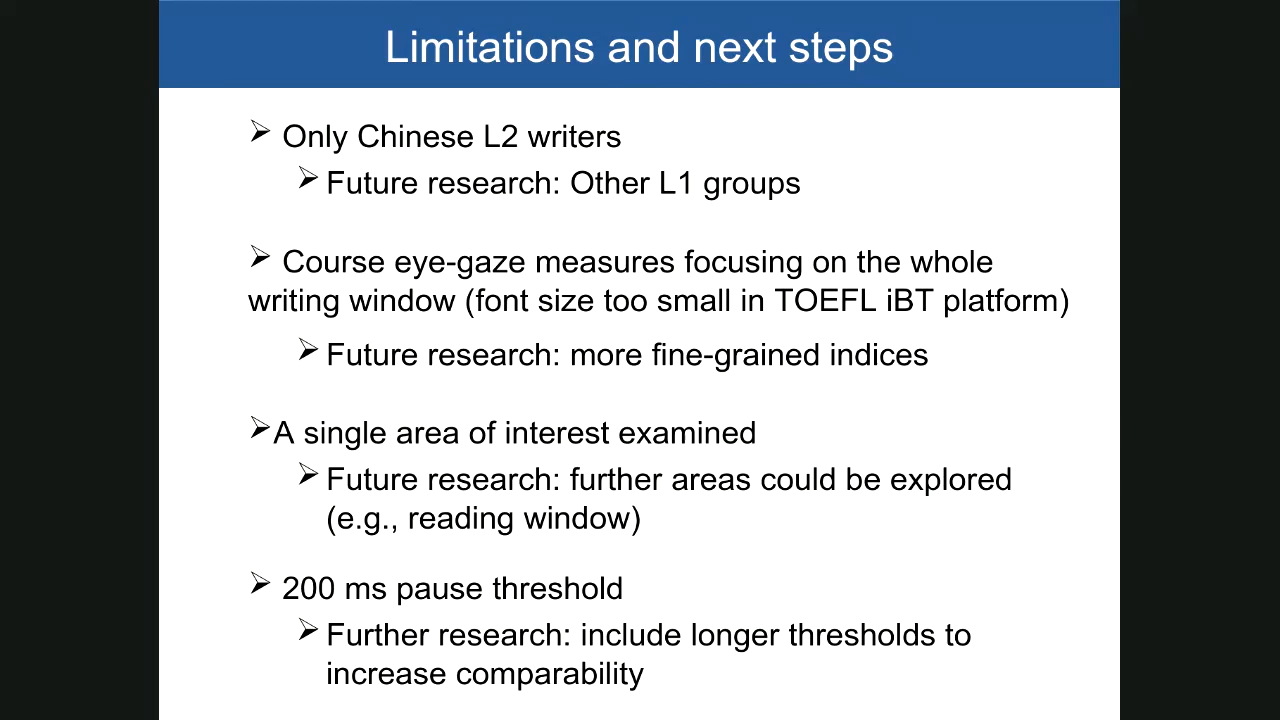 Limitations and next steps
➢ Only Chinese L2 writers
➢ Future research: Other L1 groups
➢ Course eye-gaze measures focusing on the whole
writing window (font size too small in TOEFL iBT platform)
➢ Future research: more fine-grained indices
➢A single area of interest examined
➢ Future research: further areas could be explored
(e.g., reading window)
➢ 200 ms pause threshold
➢ Further research: include longer thresholds to
increase comparability